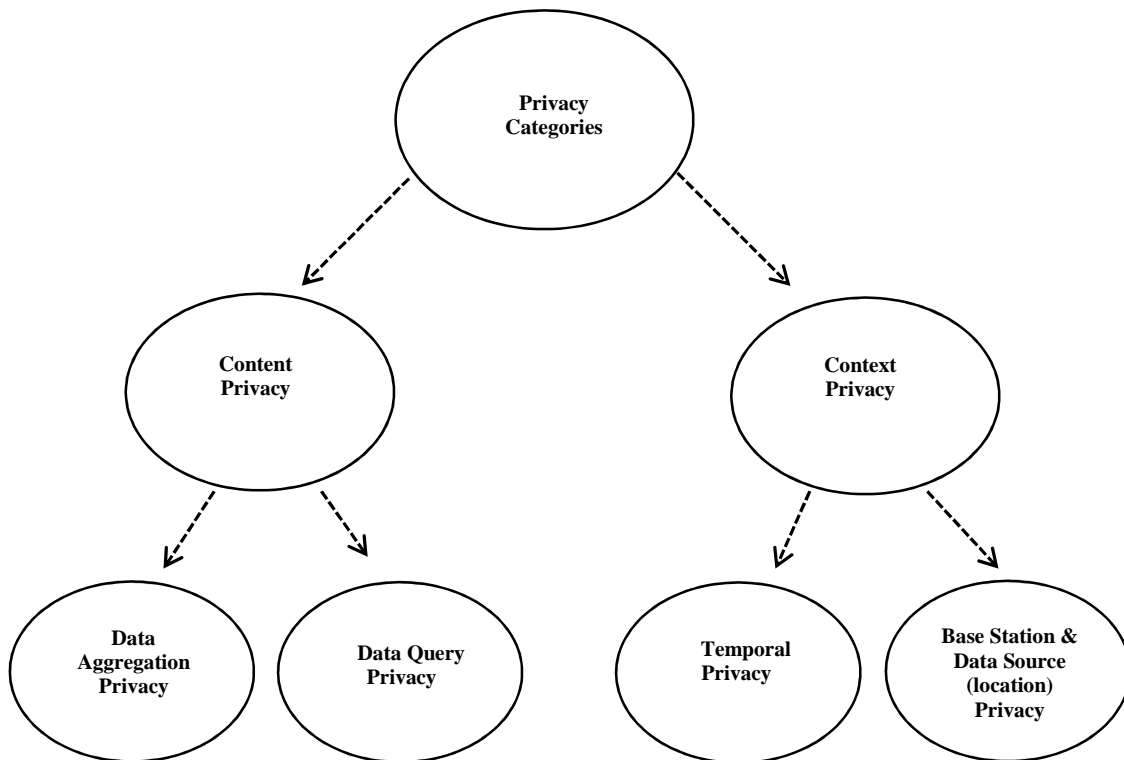 Privacy
Categories
Content
Privacy
Context
Privacy
Data
Aggregation
Privacy
Data Query
Privacy
Temporal
Privacy
Base Station &
Data Source
(location)
Privacy